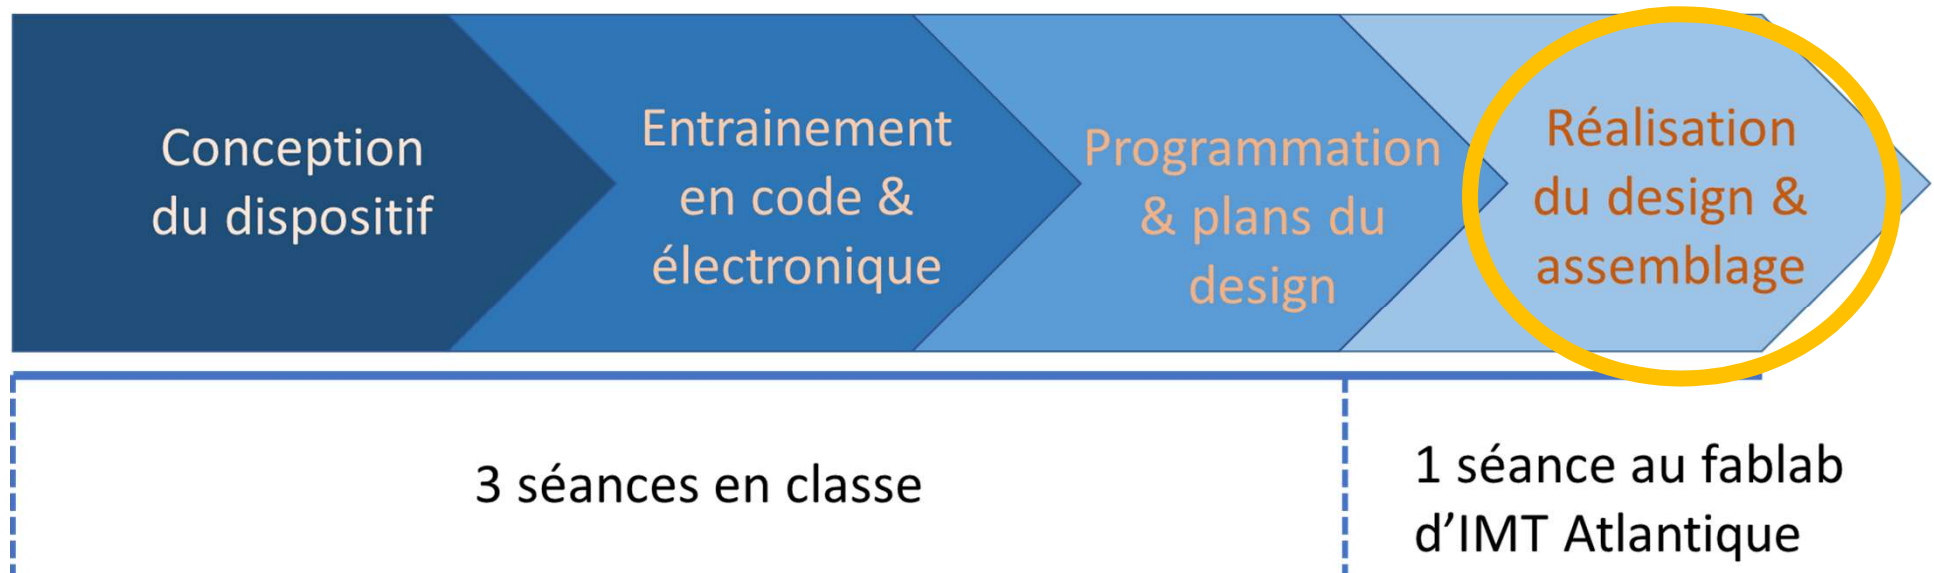 Conception
du dispositif
Entrainement
en code &
électronique
Programmation
& plans du
design
Réalisation
du design &
assemblage
3 séances en classe
1 séance au fablab
d’IMT Atlantique